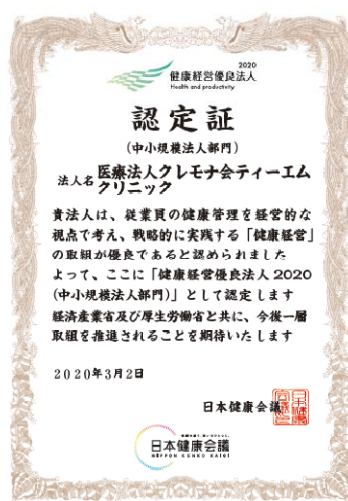 2020
健康経営優良法人
Health and productivity
認定証
(中小規模法人部門)
法人名 医療法人クレモナ会ティーエム
クリニック
貴法人は、従業員の健康管理を経営的な
視点で考え、戦略的に実践する「健康経営」
の取組が優良であると認められました
よって、ここに「健康経営優良法人2020
(中小規模法人部門)」として認定します
経済産業省及び厚生労働省と共に、今後一層
取組を推進されることを期待いたします
2020年3月2日
日本健康会議
日本健康会議
NIPPON KENKO KAIGI